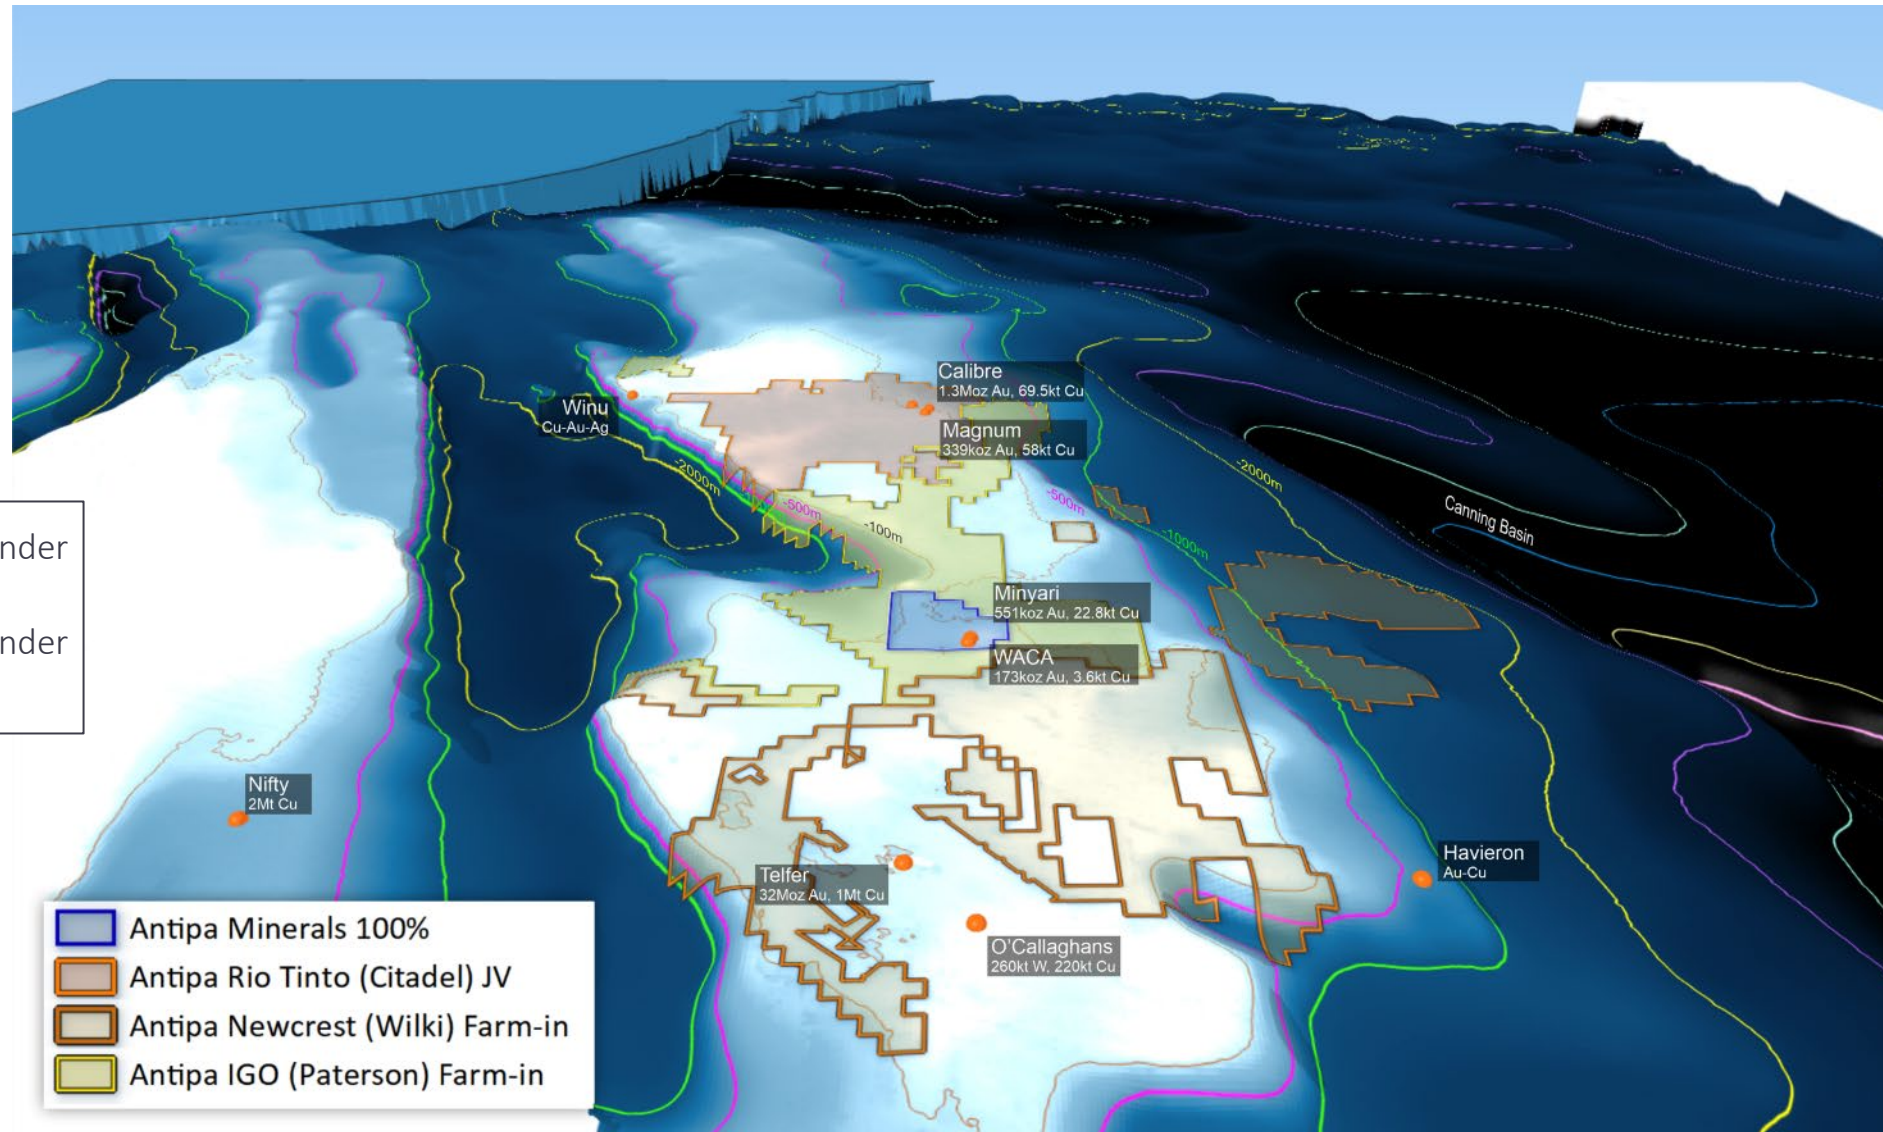 Calibre
1.3Moz Au, 69.5kt Cu
Winu
Cu-Au-Ag
Magnum
339koz Au, 58kt Cu
-2000m
-500m
-100m
-500m
-1000m
-2000m
Canning Basin
nder
nder
Minyari
551koz Au, 22.8kt Cu
WACA
173koz Au, 3.6kt Cu
Nifty
2Mt Cu
Telfer
32Moz Au, 1Mt Cu
Havieron
Au-Cu
O'Callaghans
260kt W, 220kt Cu
Antipa Minerals 100%
Antipa Rio Tinto (Citadel) JV
Antipa Newcrest (Wilki) Farm-in
Antipa IGO (Paterson) Farm-in